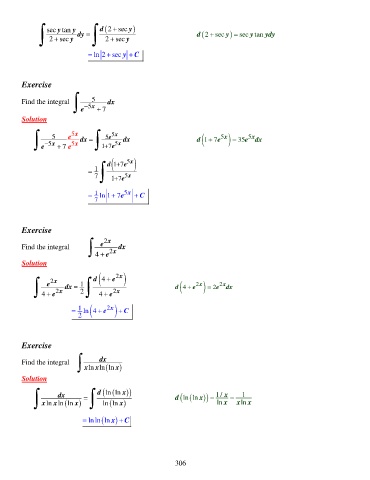 ∫ sec y tan y / (2 + sec y) dy = ∫ d(2 + sec y) / (2 + sec y)    d(2 + sec y) = sec y tan y dy
= ln|2 + sec y| + C
Exercise
Find the integral ∫ 5 / (e^{-5x} + 7) dx
Solution
∫ 5 / (e^{-5x} + 7) · e^{5x} / e^{5x} dx = ∫ 5e^{5x} / (1+7e^{5x}) dx    d(1 + 7e^{5x}) = 35e^{5x} dx
= 1/7 ∫ d(1+7e^{5x}) / (1+7e^{5x})
= 1/7 ln|1 + 7e^{5x}| + C
Exercise
Find the integral ∫ e^{2x} / (4 + e^{2x}) dx
Solution
∫ e^{2x} / (4 + e^{2x}) dx = 1/2 ∫ d(4 + e^{2x}) / (4 + e^{2x})    d(4 + e^{2x}) = 2e^{2x} dx
= 1/2 ln(4 + e^{2x}) + C
Exercise
Find the integral ∫ dx / (x ln x ln(ln x))
Solution
∫ dx / (x ln x ln(ln x)) = ∫ d(ln(ln x)) / ln(ln x)    d(ln(ln x)) = (1/x) / ln x = 1 / (x ln x)
= ln|ln(ln x)| + C
306